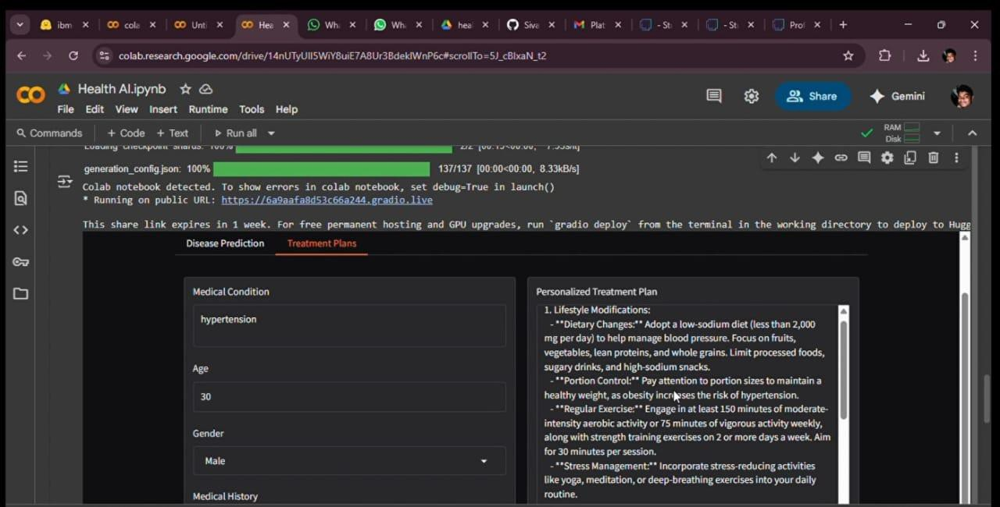 ibm
cola
Unti
Hea
Wh
Wh
heal
Siva
Plat
- St
- St
Prof
colab.research.google.com/drive/14nUTyUIl5WiY8uiE7A8Ur3BdeklWnP6c#scrollTo=5J_cBlxaN_t2
Health AI.ipynb
File Edit View Insert Runtime Tools Help
Share
Gemini
Commands + Code + Text Run all
RAM
Disk
Loading checkpoint shards: 100% 2/2
generation_config.json: 100% 137/137 [00:00<00:00, 8.33kB/s]
Colab notebook detected. To show errors in colab notebook, set debug=True in launch()
* Running on public URL: https://6a9aafa8d53c66a244.gradio.live
This share link expires in 1 week. For free permanent hosting and GPU upgrades, run `gradio deploy` from the terminal in the working directory to deploy to Hugg
Disease Prediction
Treatment Plans
Medical Condition
hypertension
Age
30
Gender
Male
Medical History
Personalized Treatment Plan
1. Lifestyle Modifications:
- **Dietary Changes:** Adopt a low-sodium diet (less than 2,000
mg per day) to help manage blood pressure. Focus on fruits,
vegetables, lean proteins, and whole grains. Limit processed foods,
sugary drinks, and high-sodium snacks.
- **Portion Control:** Pay attention to portion sizes to maintain a
healthy weight, as obesity increases the risk of hypertension.
- **Regular Exercise:** Engage in at least 150 minutes of moderate-
intensity aerobic activity or 75 minutes of vigorous activity weekly,
along with strength training exercises on 2 or more days a week. Aim
for 30 minutes per session.
- **Stress Management:** Incorporate stress-reducing activities
like yoga, meditation, or deep-breathing exercises into your daily
routine.